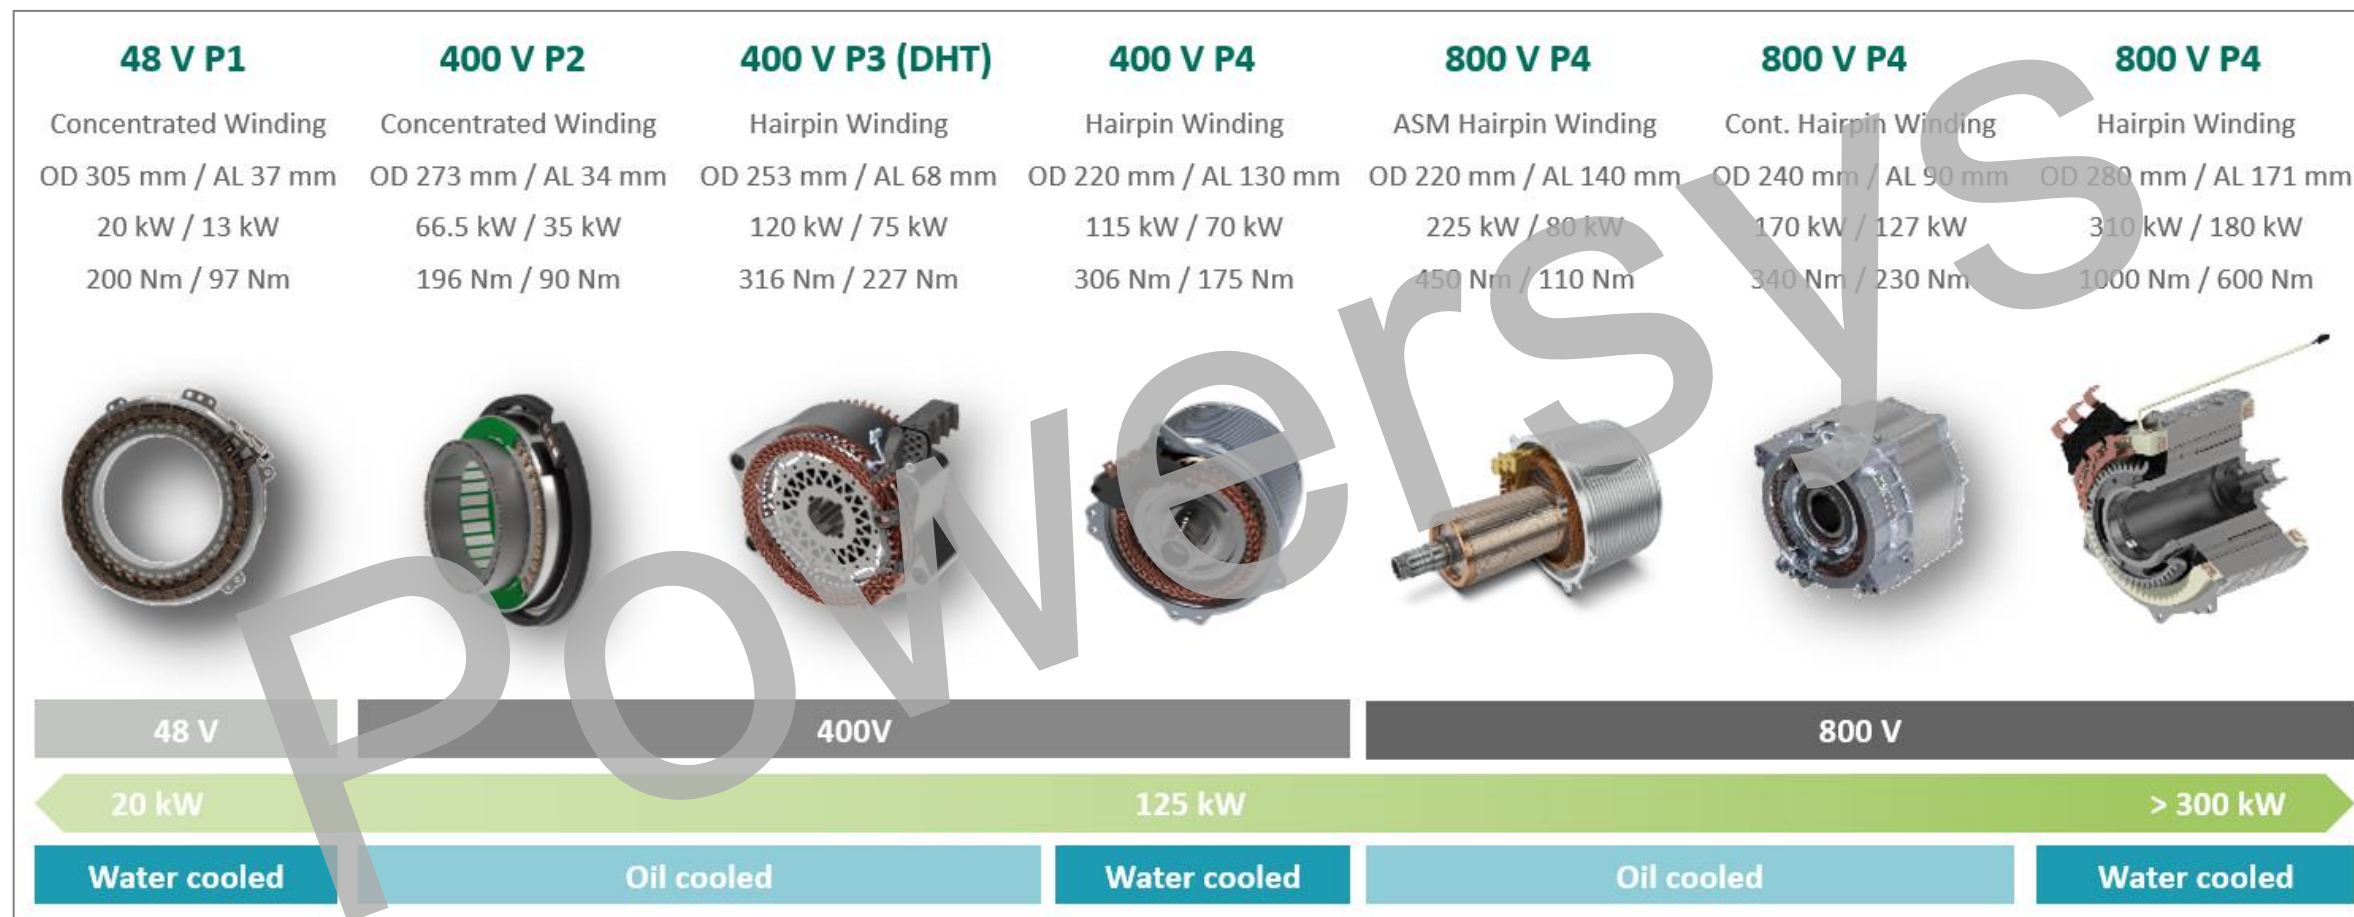 48 V P1
Concentrated Winding
OD 305 mm / AL 37 mm
20 kW / 13 kW
200 Nm / 97 Nm
400 V P2
Concentrated Winding
OD 273 mm / AL 34 mm
66.5 kW / 35 kW
196 Nm / 90 Nm
400 V P3 (DHT)
Hairpin Winding
OD 253 mm / AL 68 mm
120 kW / 75 kW
316 Nm / 227 Nm
400 V P4
Hairpin Winding
OD 220 mm / AL 130 mm
115 kW / 70 kW
306 Nm / 175 Nm
800 V P4
ASM Hairpin Winding
OD 220 mm / AL 140 mm
225 kW / 80 kW
450 Nm / 110 Nm
800 V P4
Cont. Hairpin Winding
OD 240 mm / AL 90 mm
170 kW / 127 kW
340 Nm / 230 Nm
800 V P4
Hairpin Winding
OD 280 mm / AL 171 mm
310 kW / 180 kW
1000 Nm / 600 Nm
Powersys
48 V
400V
800 V
20 kW
125 kW
> 300 kW
Water cooled
Oil cooled
Water cooled
Oil cooled
Water cooled